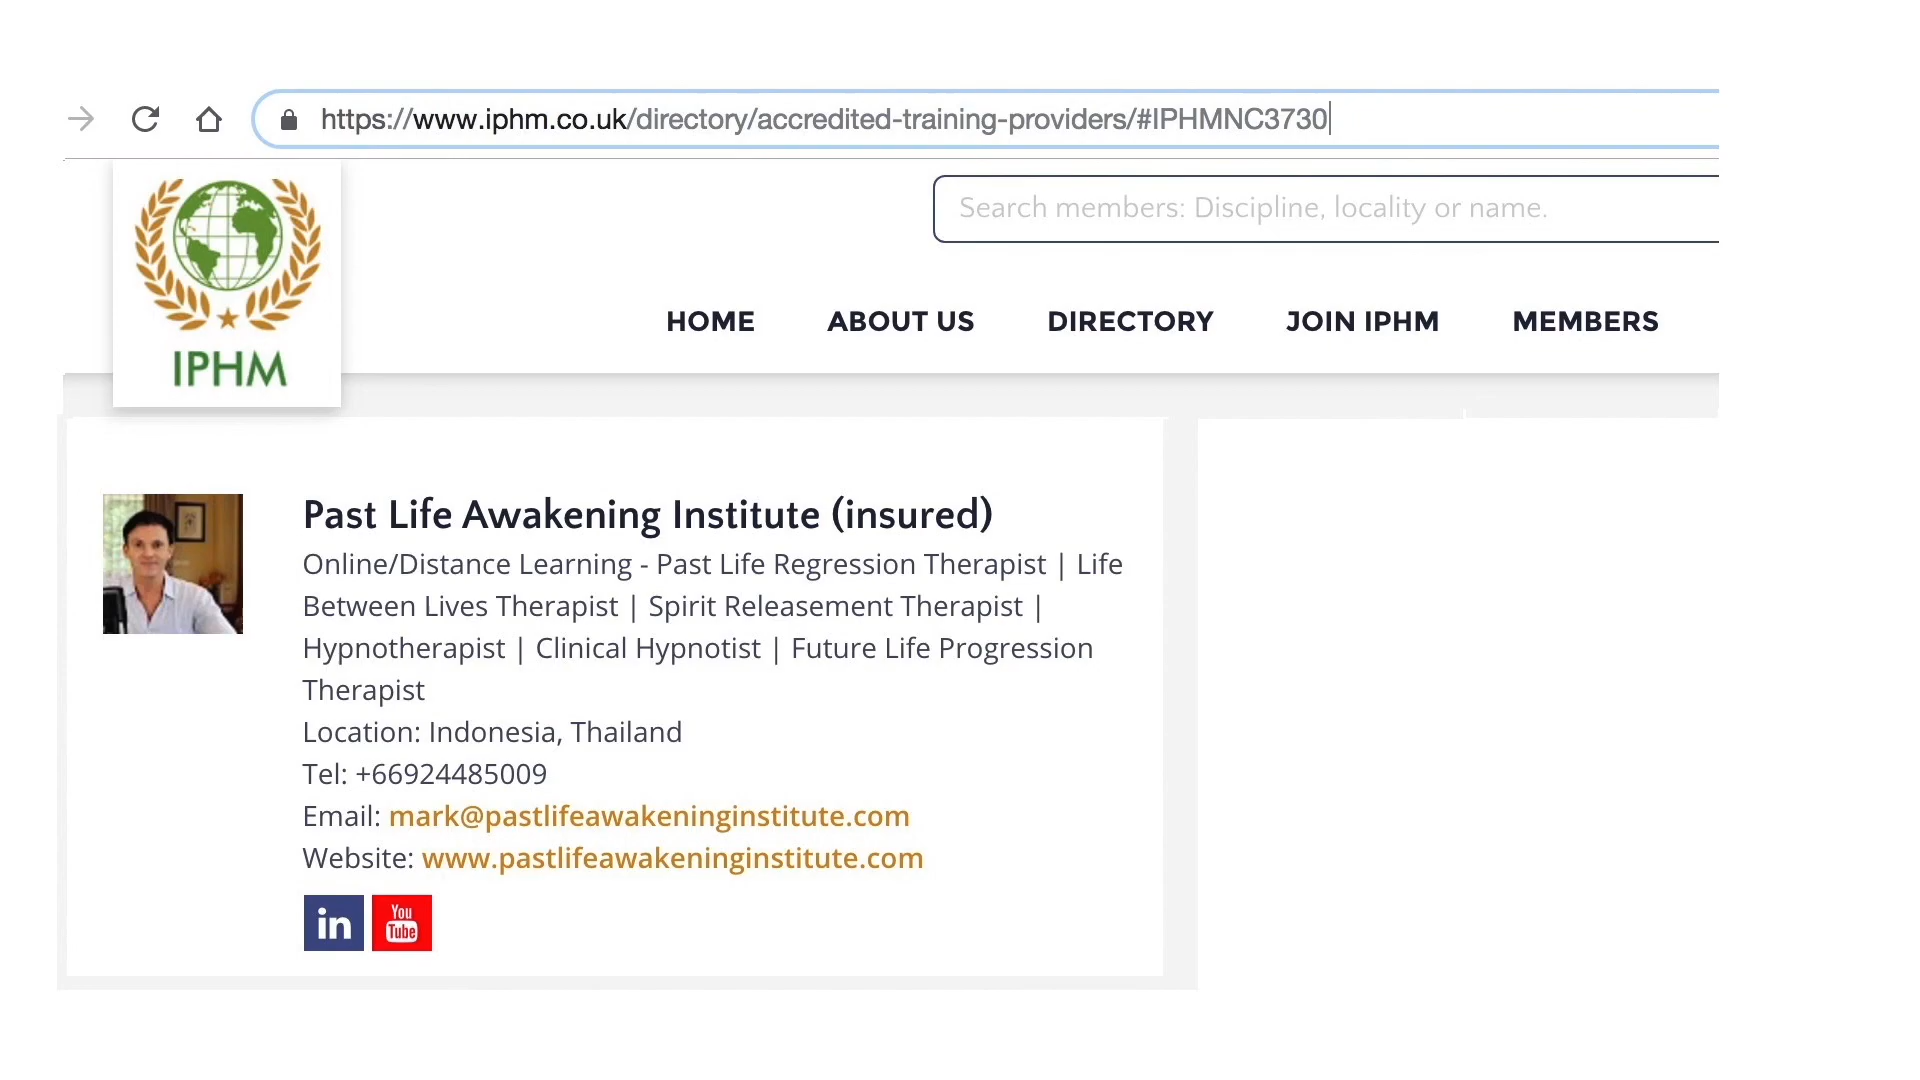 https://www.iphm.co.uk/directory/accredited-training-providers/#IPHMNC3730
Search members: Discipline, locality or name.
IPHM
HOME ABOUT US DIRECTORY JOIN IPHM MEMBERS
Past Life Awakening Institute (insured)
Online/Distance Learning - Past Life Regression Therapist | Life
Between Lives Therapist | Spirit Releasement Therapist |
Hypnotherapist | Clinical Hypnotist | Future Life Progression
Therapist
Location: Indonesia, Thailand
Tel: +66924485009
Email: mark@pastlifeawakeninginstitute.com
Website: www.pastlifeawakeninginstitute.com
in You
Tube